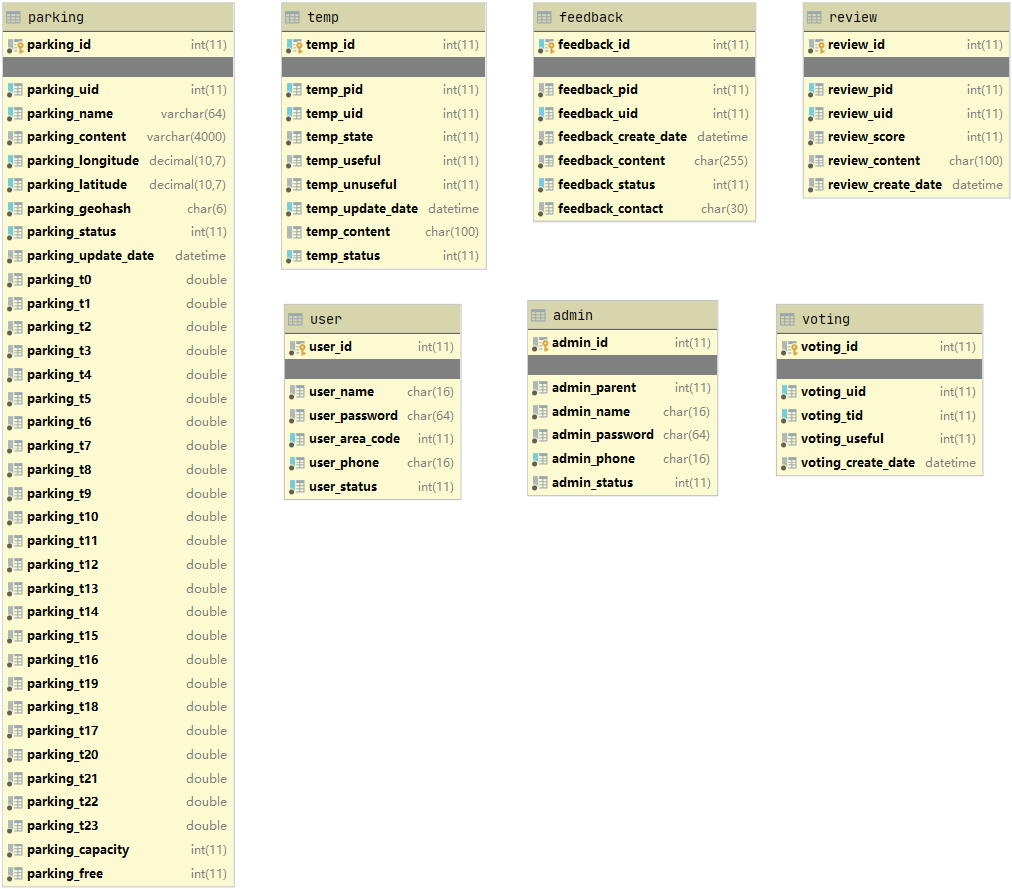 parking
parking_id int(11)
parking_uid int(11)
parking_name varchar(64)
parking_content varchar(4000)
parking_longitude decimal(10,7)
parking_latitude decimal(10,7)
parking_geohash char(6)
parking_status int(11)
parking_update_date datetime
parking_t0 double
parking_t1 double
parking_t2 double
parking_t3 double
parking_t4 double
parking_t5 double
parking_t6 double
parking_t7 double
parking_t8 double
parking_t9 double
parking_t10 double
parking_t11 double
parking_t12 double
parking_t13 double
parking_t14 double
parking_t15 double
parking_t16 double
parking_t19 double
parking_t18 double
parking_t17 double
parking_t20 double
parking_t21 double
parking_t22 double
parking_t23 double
parking_capacity int(11)
parking_free int(11)
temp
temp_id int(11)
temp_pid int(11)
temp_uid int(11)
temp_state int(11)
temp_useful int(11)
temp_unuseful int(11)
temp_update_date datetime
temp_content char(100)
temp_status int(11)
feedback
feedback_id int(11)
feedback_pid int(11)
feedback_uid int(11)
feedback_create_date datetime
feedback_content char(255)
feedback_status int(11)
feedback_contact char(30)
review
review_id int(11)
review_pid int(11)
review_uid int(11)
review_score int(11)
review_content char(100)
review_create_date datetime
user
user_id int(11)
user_name char(16)
user_password char(64)
user_area_code int(11)
user_phone char(16)
user_status int(11)
admin
admin_id int(11)
admin_parent int(11)
admin_name char(16)
admin_password char(64)
admin_phone char(16)
admin_status int(11)
voting
voting_id int(11)
voting_uid int(11)
voting_tid int(11)
voting_useful int(11)
voting_create_date datetime